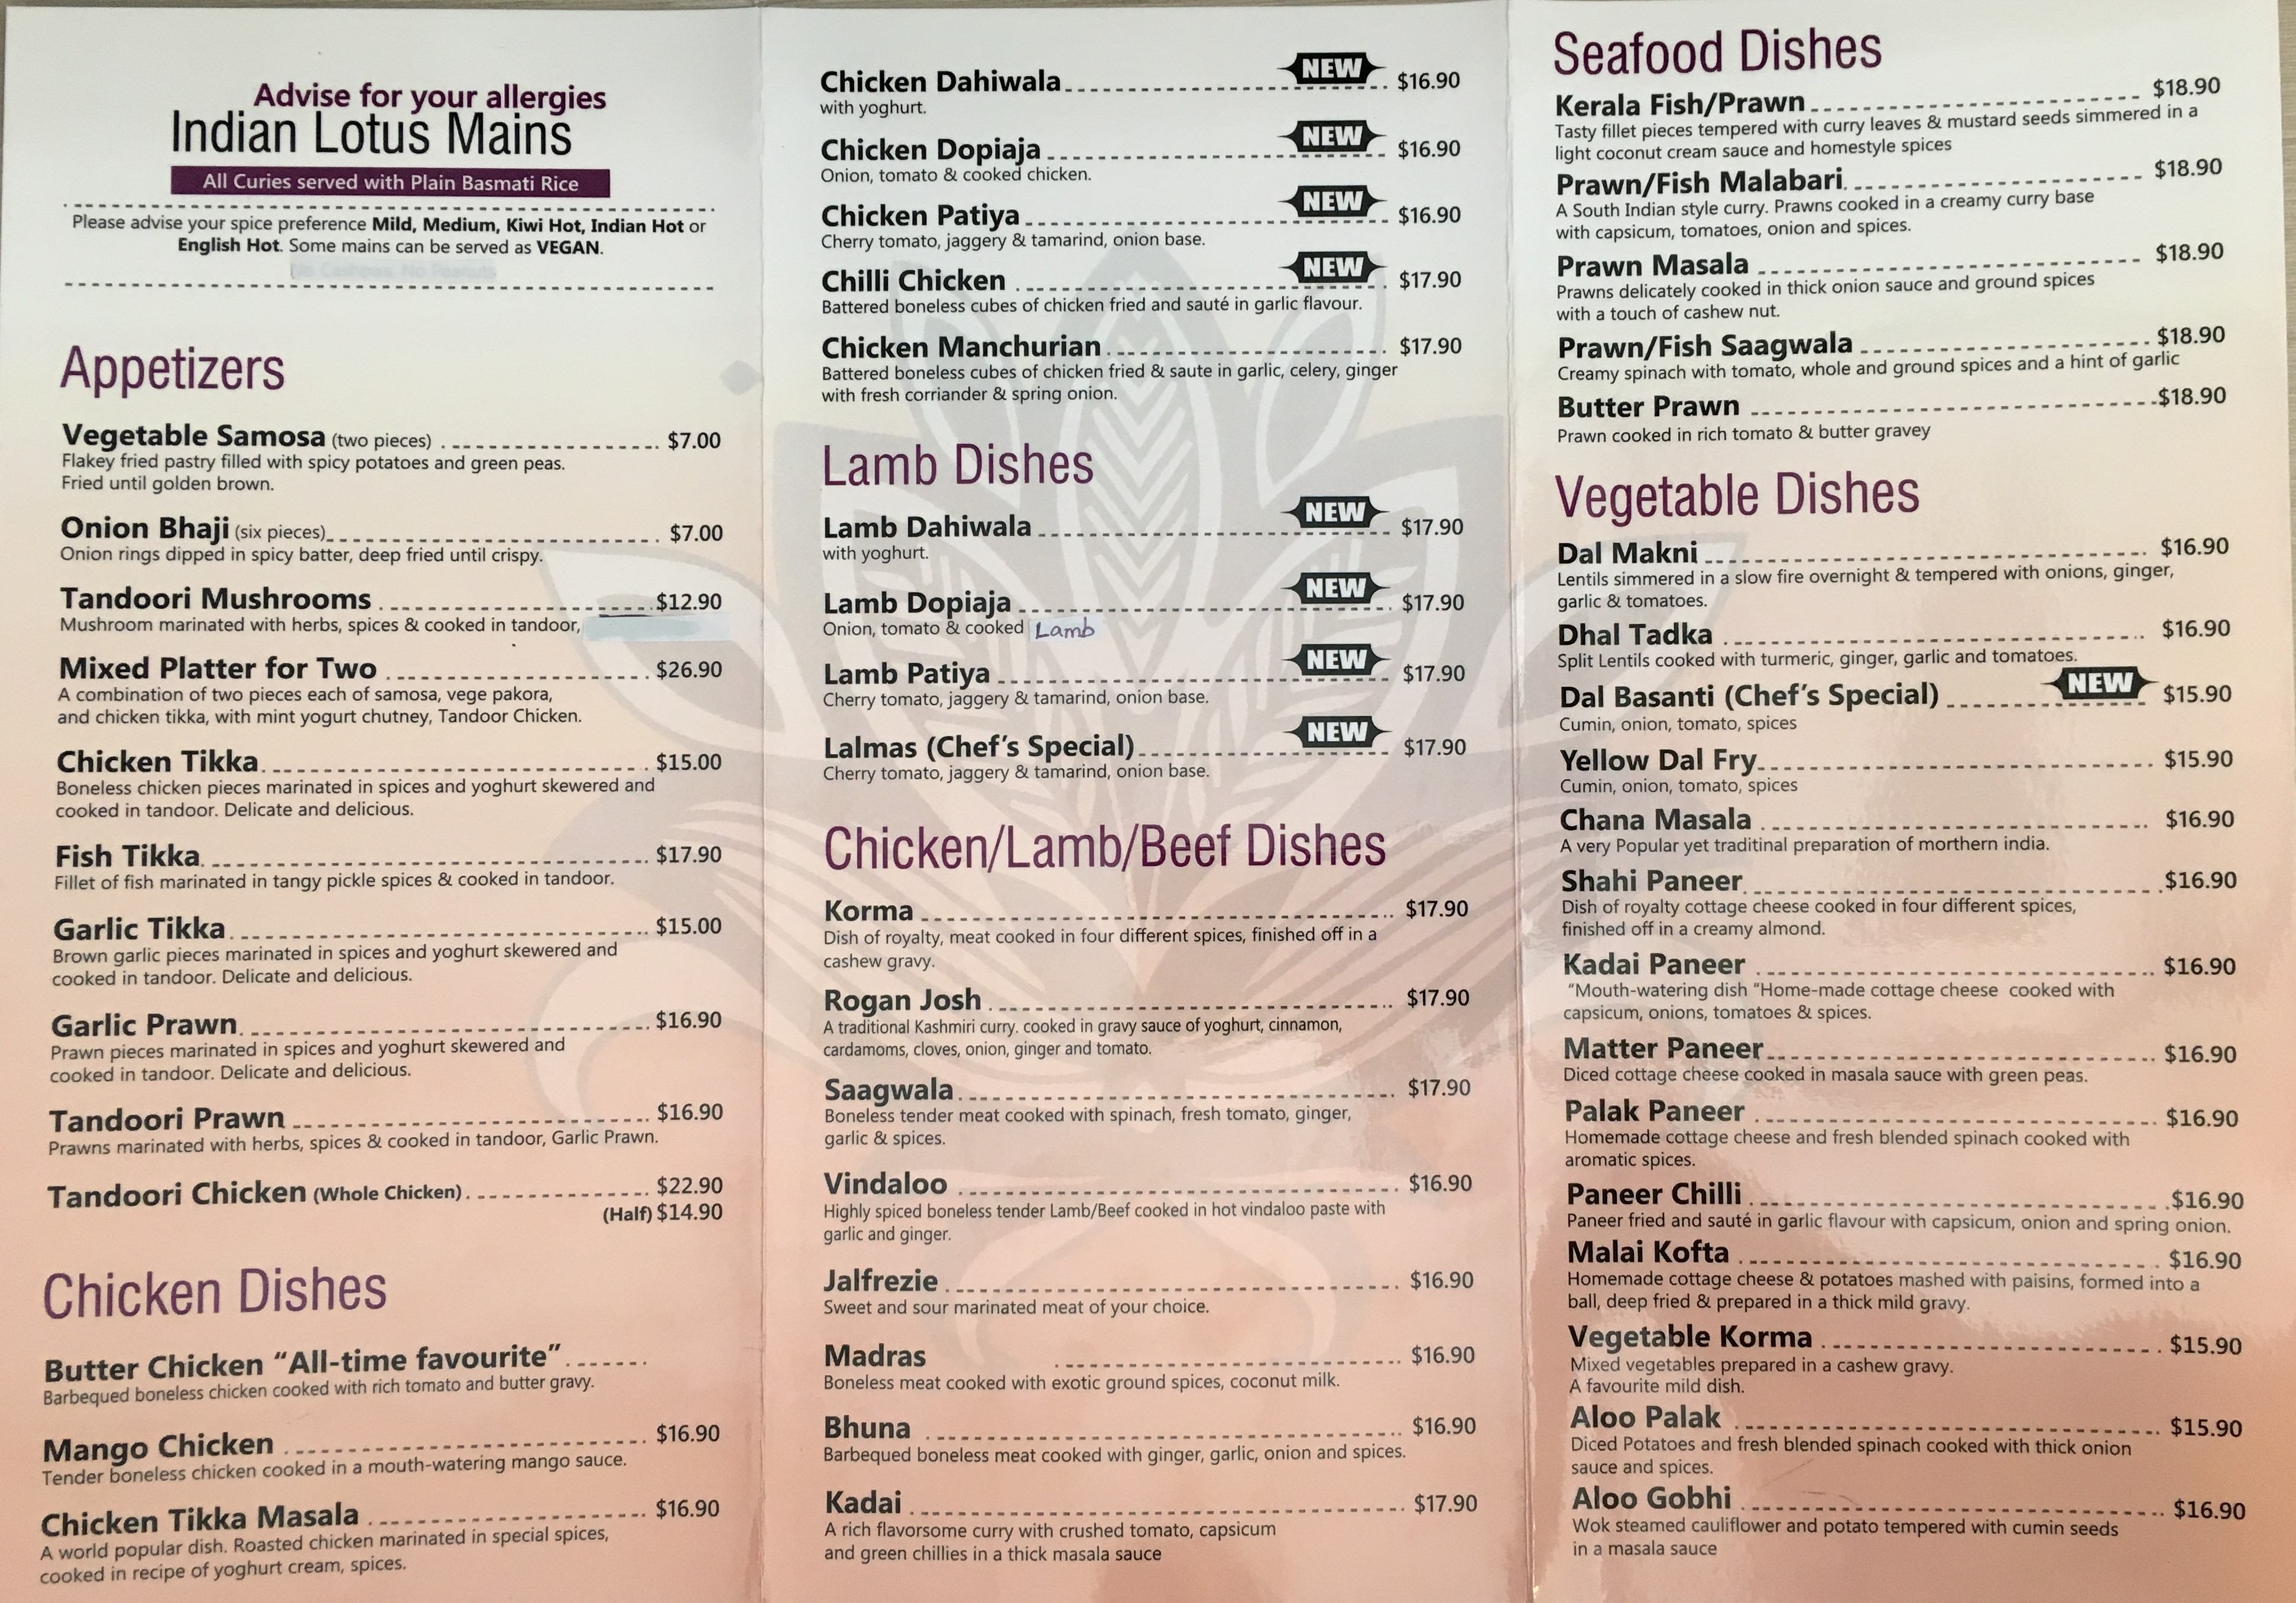 Advise for your allergies
Indian Lotus Mains
All Curies served with Plain Basmati Rice
Please advise your spice preference Mild, Medium, Kiwi Hot, Indian Hot or
English Hot. Some mains can be served as VEGAN.
No Cashews, No Peanuts
Appetizers
Vegetable Samosa (two pieces) $7.00
Flakey fried pastry filled with spicy potatoes and green peas.
Fried until golden brown.
Onion Bhaji (six pieces) $7.00
Onion rings dipped in spicy batter, deep fried until crispy.
Tandoori Mushrooms $12.90
Mushroom marinated with herbs, spices & cooked in tandoor,
Mixed Platter for Two $26.90
A combination of two pieces each of samosa, vege pakora,
and chicken tikka, with mint yogurt chutney, Tandoor Chicken.
Chicken Tikka $15.00
Boneless chicken pieces marinated in spices and yoghurt skewered and
cooked in tandoor. Delicate and delicious.
Fish Tikka $17.90
Fillet of fish marinated in tangy pickle spices & cooked in tandoor.
Garlic Tikka $15.00
Brown garlic pieces marinated in spices and yoghurt skewered and
cooked in tandoor. Delicate and delicious.
Garlic Prawn $16.90
Prawn pieces marinated in spices and yoghurt skewered and
cooked in tandoor. Delicate and delicious.
Tandoori Prawn $16.90
Prawns marinated with herbs, spices & cooked in tandoor, Garlic Prawn.
Tandoori Chicken (Whole Chicken) $22.90
(Half) $14.90
Chicken Dishes
Butter Chicken “All-time favourite”
Barbequed boneless chicken cooked with rich tomato and butter gravy.
Mango Chicken $16.90
Tender boneless chicken cooked in a mouth-watering mango sauce.
Chicken Tikka Masala $16.90
A world popular dish. Roasted chicken marinated in special spices,
cooked in recipe of yoghurt cream, spices.
Chicken Dahiwala NEW $16.90
with yoghurt.
Chicken Dopiaja NEW $16.90
Onion, tomato & cooked chicken.
Chicken Patiya NEW $16.90
Cherry tomato, jaggery & tamarind, onion base.
Chilli Chicken NEW $17.90
Battered boneless cubes of chicken fried and sauté in garlic flavour.
Chicken Manchurian $17.90
Battered boneless cubes of chicken fried & saute in garlic, celery, ginger
with fresh corriander & spring onion.
Lamb Dishes
Lamb Dahiwala NEW $17.90
with yoghurt.
Lamb Dopiaja NEW $17.90
Onion, tomato & cooked Lamb
Lamb Patiya NEW $17.90
Cherry tomato, jaggery & tamarind, onion base.
Lalmas (Chef’s Special) NEW $17.90
Cherry tomato, jaggery & tamarind, onion base.
Chicken/Lamb/Beef Dishes
Korma $17.90
Dish of royalty, meat cooked in four different spices, finished off in a
cashew gravy.
Rogan Josh $17.90
A traditional Kashmiri curry. cooked in gravy sauce of yoghurt, cinnamon,
cardamoms, cloves, onion, ginger and tomato.
Saagwala $17.90
Boneless tender meat cooked with spinach, fresh tomato, ginger,
garlic & spices.
Vindaloo $16.90
Highly spiced boneless tender Lamb/Beef cooked in hot vindaloo paste with
garlic and ginger.
Jalfrezie $16.90
Sweet and sour marinated meat of your choice.
Madras $16.90
Boneless meat cooked with exotic ground spices, coconut milk.
Bhuna $16.90
Barbequed boneless meat cooked with ginger, garlic, onion and spices.
Kadai $17.90
A rich flavorsome curry with crushed tomato, capsicum
and green chillies in a thick masala sauce
Seafood Dishes
Kerala Fish/Prawn $18.90
Tasty fillet pieces tempered with curry leaves & mustard seeds simmered in a
light coconut cream sauce and homestyle spices
Prawn/Fish Malabari $18.90
A South Indian style curry. Prawns cooked in a creamy curry base
with capsicum, tomatoes, onion and spices.
Prawn Masala $18.90
Prawns delicately cooked in thick onion sauce and ground spices
with a touch of cashew nut.
Prawn/Fish Saagwala $18.90
Creamy spinach with tomato, whole and ground spices and a hint of garlic
Butter Prawn $18.90
Prawn cooked in rich tomato & butter gravey
Vegetable Dishes
Dal Makni $16.90
Lentils simmered in a slow fire overnight & tempered with onions, ginger,
garlic & tomatoes.
Dhal Tadka $16.90
Split Lentils cooked with turmeric, ginger, garlic and tomatoes.
Dal Basanti (Chef’s Special) NEW $15.90
Cumin, onion, tomato, spices
Yellow Dal Fry $15.90
Cumin, onion, tomato, spices
Chana Masala $16.90
A very Popular yet traditinal preparation of morthern india.
Shahi Paneer $16.90
Dish of royalty cottage cheese cooked in four different spices,
finished off in a creamy almond.
Kadai Paneer $16.90
“Mouth-watering dish “Home-made cottage cheese cooked with
capsicum, onions, tomatoes & spices.
Matter Paneer $16.90
Diced cottage cheese cooked in masala sauce with green peas.
Palak Paneer $16.90
Homemade cottage cheese and fresh blended spinach cooked with
aromatic spices.
Paneer Chilli $16.90
Paneer fried and sauté in garlic flavour with capsicum, onion and spring onion.
Malai Kofta $16.90
Homemade cottage cheese & potatoes mashed with paisins, formed into a
ball, deep fried & prepared in a thick mild gravy.
Vegetable Korma $15.90
Mixed vegetables prepared in a cashew gravy.
A favourite mild dish.
Aloo Palak $15.90
Diced Potatoes and fresh blended spinach cooked with thick onion
sauce and spices.
Aloo Gobhi $16.90
Wok steamed cauliflower and potato tempered with cumin seeds
in a masala sauce